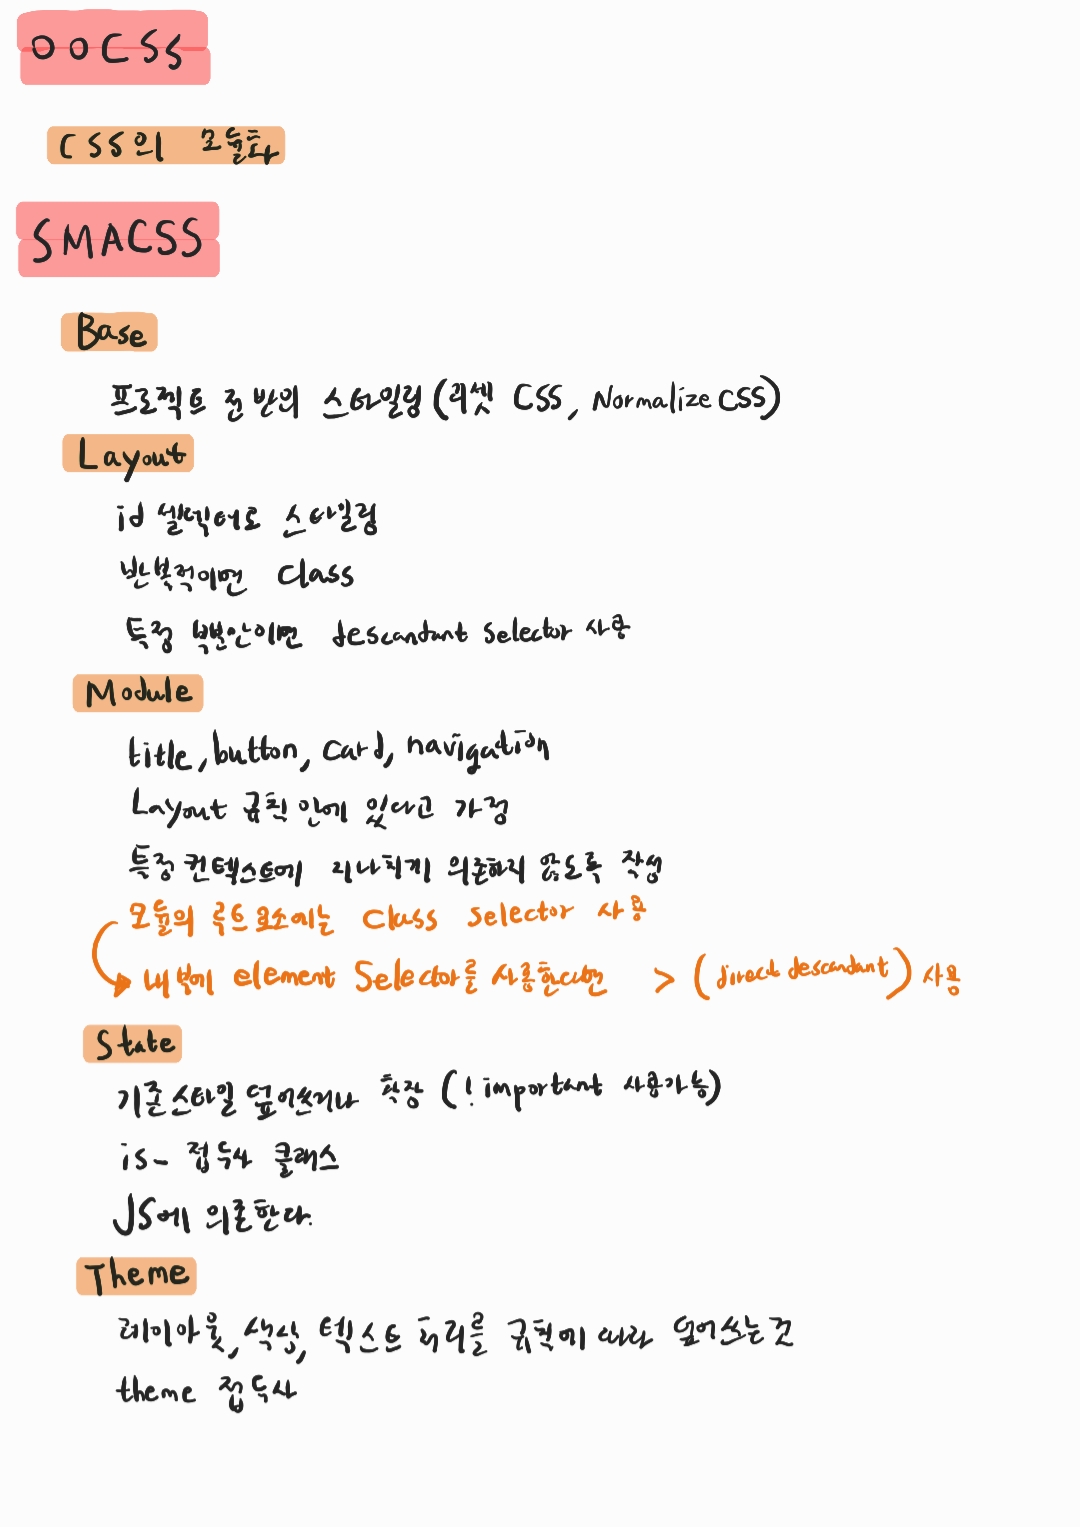 OOCSS
CSS의 모듈화
SMACSS
Base
프로젝트 전반의 스타일링 (리셋 CSS, Normalize CSS)
Layout
id 셀렉터로 스타일링
반복적이면 Class
특정 부분안이면 descandant selector 사용
Module
title, button, card, navigation
Layout 규칙 안에 있다고 가정
특정 컨텍스트에 지나치게 의존하지 않도록 작성
모듈의 루트 요소에는 Class selector 사용
내부에 element Selector를 사용한다면 > (direct descandant) 사용
State
기존 스타일 덮어쓰거나 확장 (!important 사용가능)
is- 접두사 클래스
JS에 의존한다.
Theme
레이아웃, 색상, 텍스트 처리를 규칙에 따라 덮어쓰는 것
theme 접두사